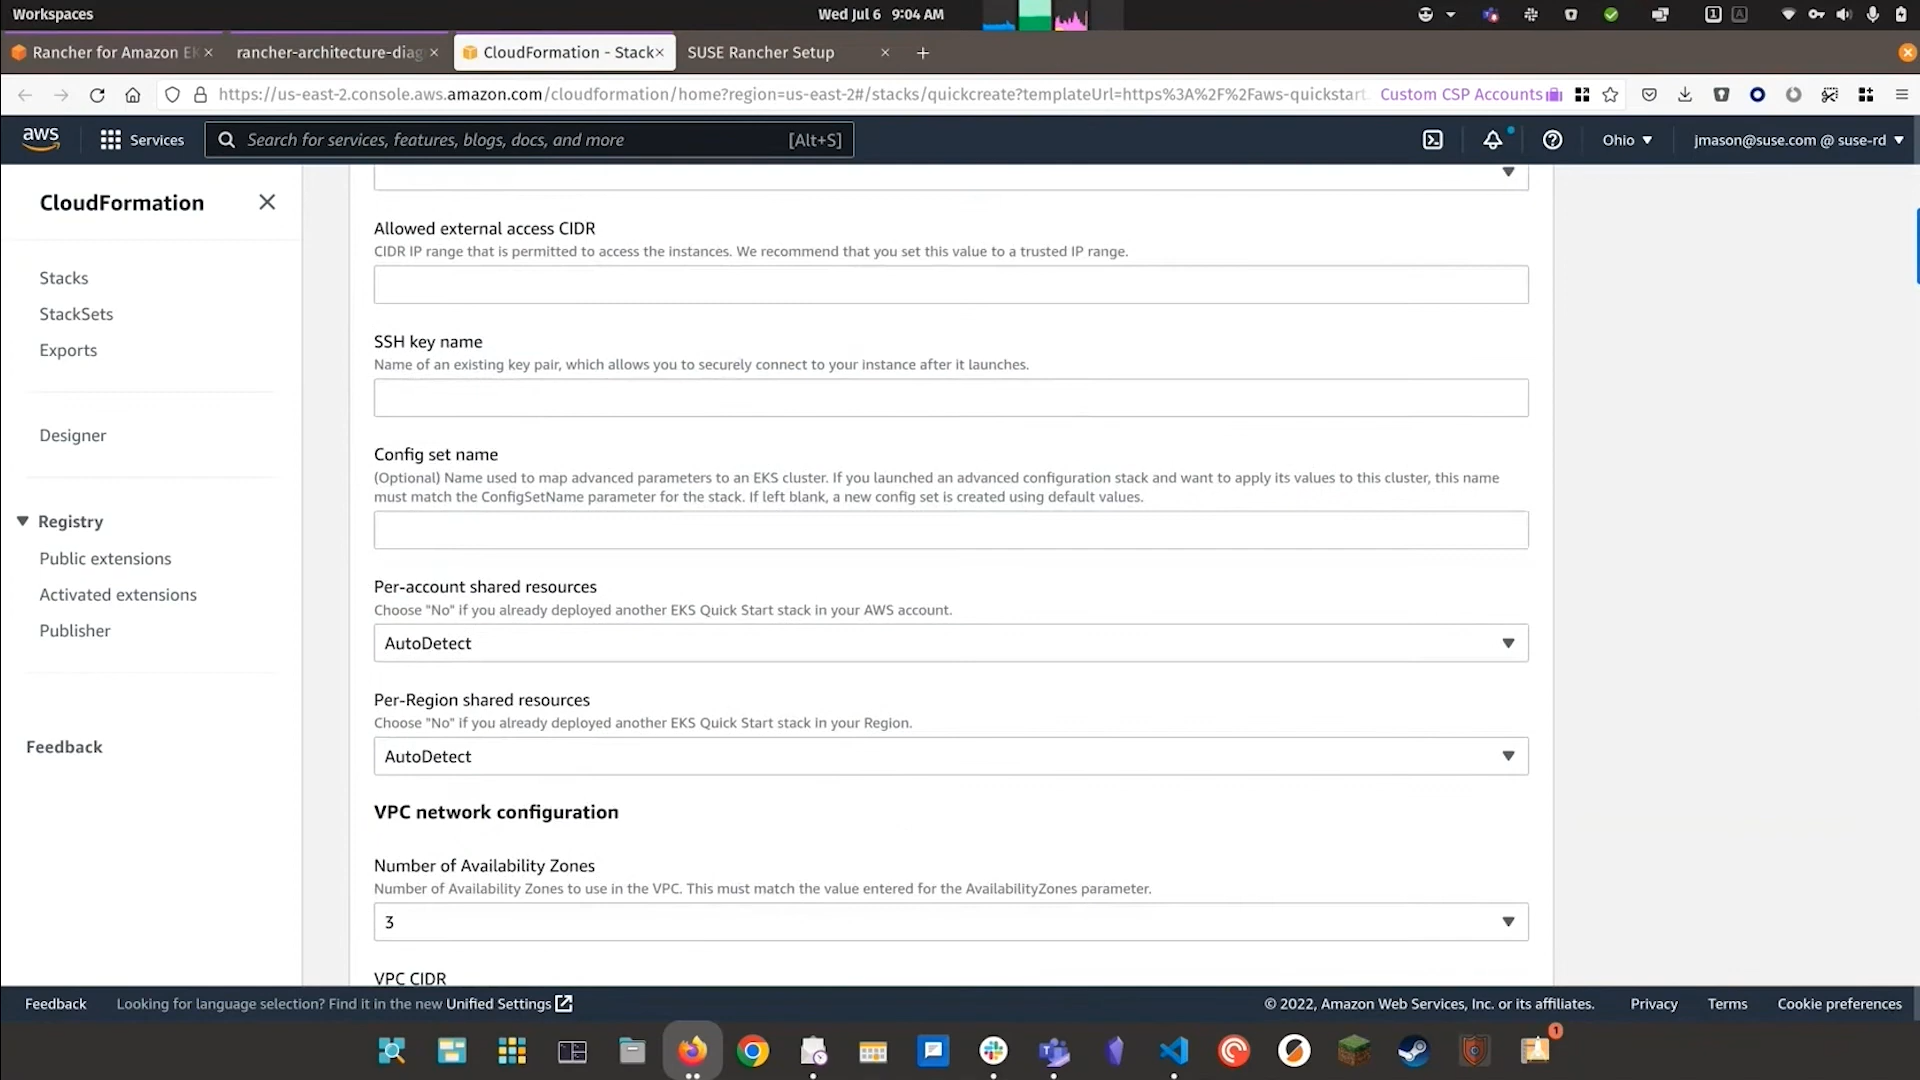 Workspaces
Wed Jul 6 9:04 AM
Rancher for Amazon EK
rancher-architecture-diag
CloudFormation - Stack
SUSE Rancher Setup
https://us-east-2.console.aws.amazon.com/cloudformation/home?region=us-east-2#/stacks/quickcreate?templateUrl=https%3A%2F%2Faws-quickstart
Custom CSP Accounts
aws
Services
Search for services, features, blogs, docs, and more
[Alt+S]
Ohio
jmason@suse.com @ suse-rd
CloudFormation
Stacks
StackSets
Exports
Designer
Registry
Public extensions
Activated extensions
Publisher
Feedback
Allowed external access CIDR
CIDR IP range that is permitted to access the instances. We recommend that you set this value to a trusted IP range.
SSH key name
Name of an existing key pair, which allows you to securely connect to your instance after it launches.
Config set name
(Optional) Name used to map advanced parameters to an EKS cluster. If you launched an advanced configuration stack and want to apply its values to this cluster, this name
must match the ConfigSetName parameter for the stack. If left blank, a new config set is created using default values.
Per-account shared resources
Choose "No" if you already deployed another EKS Quick Start stack in your AWS account.
AutoDetect
Per-Region shared resources
Choose "No" if you already deployed another EKS Quick Start stack in your Region.
AutoDetect
VPC network configuration
Number of Availability Zones
Number of Availability Zones to use in the VPC. This must match the value entered for the AvailabilityZones parameter.
3
VPC CIDR
Feedback
Looking for language selection? Find it in the new Unified Settings
© 2022, Amazon Web Services, Inc. or its affiliates.
Privacy
Terms
Cookie preferences
1